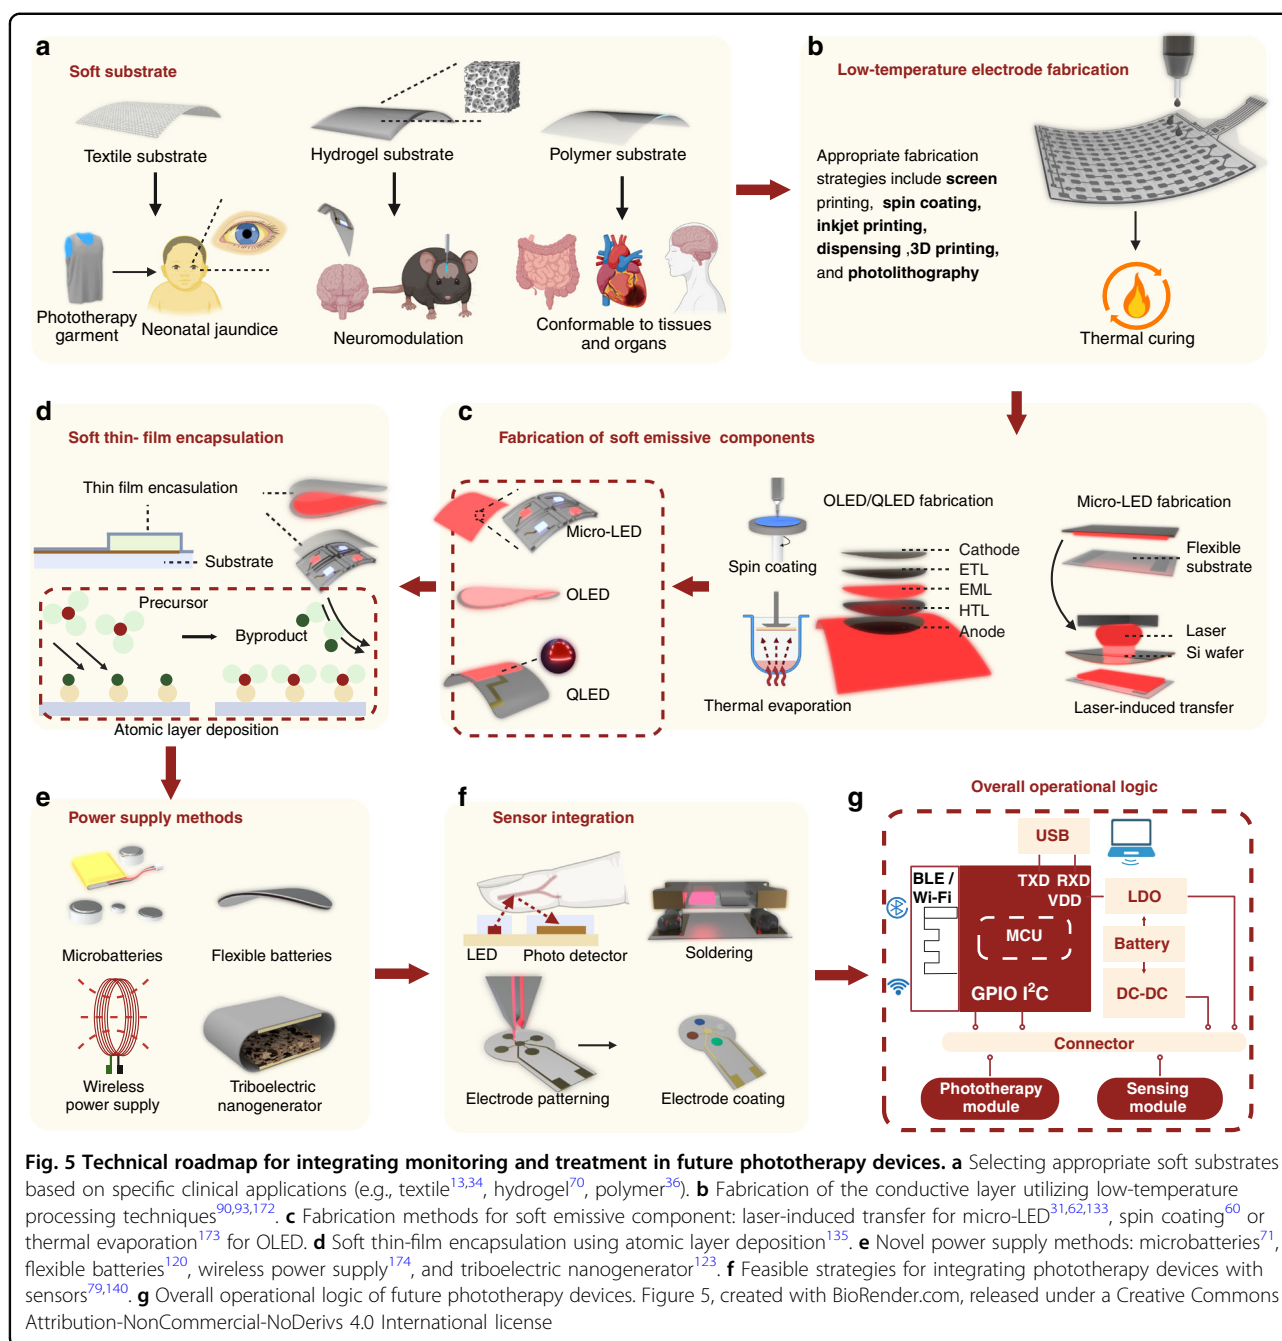 a
Soft substrate
Textile substrate
Hydrogel substrate
Polymer substrate
Phototherapy
garment
Neonatal jaundice
Neuromodulation
Conformable to tissues
and organs
b
Low-temperature electrode fabrication
Appropriate fabrication
strategies include screen
printing, spin coating,
inkjet printing,
dispensing ,3D printing,
and photolithography
Thermal curing
d
Soft thin- film encapsulation
Thin film encasulation
Substrate
Precursor
Byproduct
Atomic layer deposition
c
Fabrication of soft emissive components
Micro-LED
OLED
QLED
Spin coating
Thermal evaporation
OLED/QLED fabrication
Cathode
ETL
EML
HTL
Anode
Micro-LED fabrication
Flexible
substrate
Laser
Si wafer
Laser-induced transfer
e
Power supply methods
Microbatteries
Flexible batteries
Wireless
power supply
Triboelectric
nanogenerator
f
Sensor integration
LED
Photo detector
Soldering
Electrode patterning
Electrode coating
g
Overall operational logic
USB
BLE /
Wi-Fi
TXD RXD
VDD
MCU
GPIO I²C
LDO
Battery
DC-DC
Connector
Phototherapy
module
Sensing
module
Fig. 5 Technical roadmap for integrating monitoring and treatment in future phototherapy devices. a Selecting appropriate soft substrates
based on specific clinical applications (e.g., textile13,34, hydrogel70, polymer36). b Fabrication of the conductive layer utilizing low-temperature
processing techniques90,93,172. c Fabrication methods for soft emissive component: laser-induced transfer for micro-LED31,62,133, spin coating60 or
thermal evaporation173 for OLED. d Soft thin-film encapsulation using atomic layer deposition135. e Novel power supply methods: microbatteries71,
flexible batteries120, wireless power supply174, and triboelectric nanogenerator123. f Feasible strategies for integrating phototherapy devices with
sensors79,140. g Overall operational logic of future phototherapy devices. Figure 5, created with BioRender.com, released under a Creative Commons
Attribution-NonCommercial-NoDerivs 4.0 International license